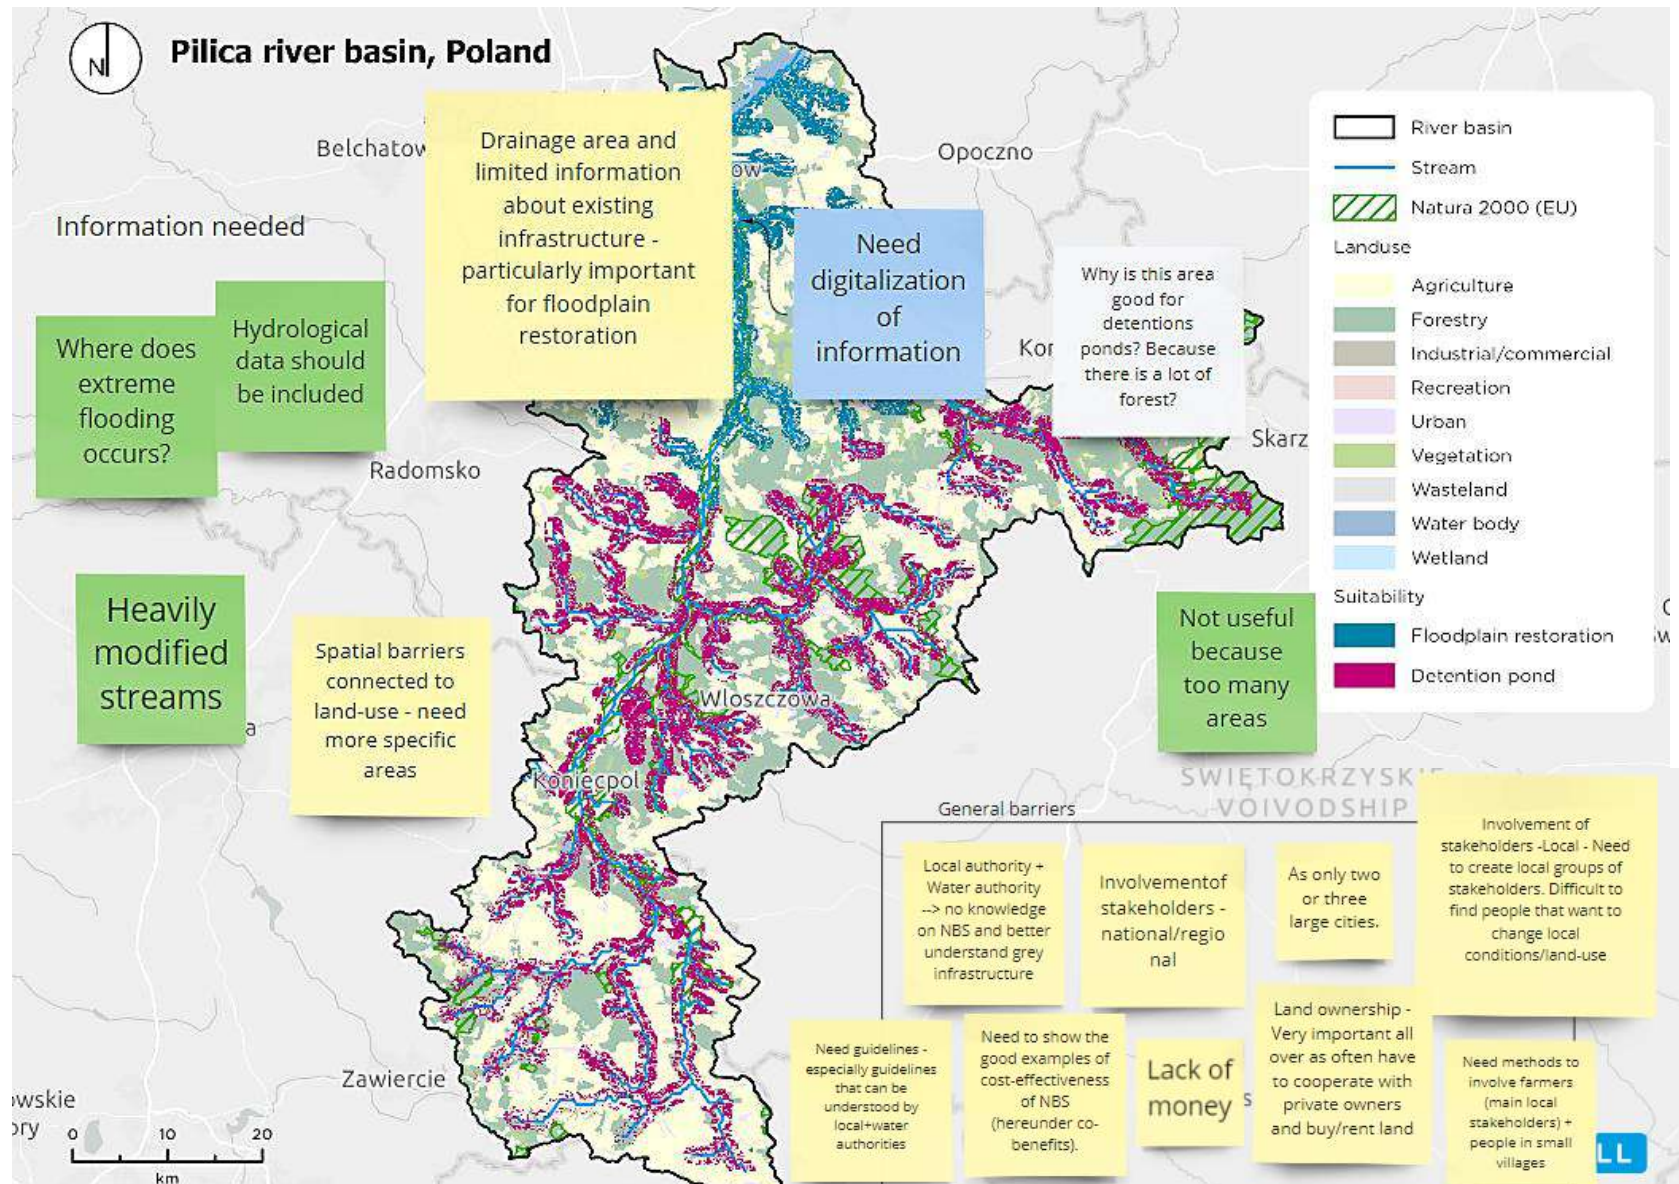 N
Pilica river basin, Poland
Belchatow
Opoczno
Drainage area and
limited information
about existing
infrastructure -
particularly important
for floodplain
restoration
ow
Need
digitalization
of
information
Why is this area
good for
detentions
ponds? Because
there is a lot of
forest?
Kor
Skarz
Information needed
Where does
extreme
flooding
occurs?
Hydrological
data should
be included
Radomsko
Heavily
modified
streams
a
Spatial barriers
connected to
land-use - need
more specific
areas
Wloszczowa
Koniecpol
Zawiercie
owskie
ory
0 10 20
km
River basin
Stream
Natura 2000 (EU)
Landuse
Agriculture
Forestry
Industrial/commercial
Recreation
Urban
Vegetation
Wasteland
Water body
Wetland
Suitability
Floodplain restoration
Detention pond
Not useful
because
too many
areas
SWIĘTOKRZYSKIE
VOIVODSHIP
General barriers
Local authority +
Water authority
--> no knowledge
on NBS and better
understand grey
infrastructure
Involvementof
stakeholders -
national/regio
nal
As only two
or three
large cities.
Involvement of
stakeholders -Local - Need
to create local groups of
stakeholders. Difficult to
find people that want to
change local
conditions/land-use
Need guidelines -
especially guidelines
that can be
understood by
local+water
authorities
Need to show the
good examples of
cost-effectiveness
of NBS
(hereunder co-
benefits).
Lack of
money
s
Land ownership -
Very important all
over as often have
to cooperate with
private owners
and buy/rent land
Need methods to
involve farmers
(main local
stakeholders) +
people in small
villages
LL